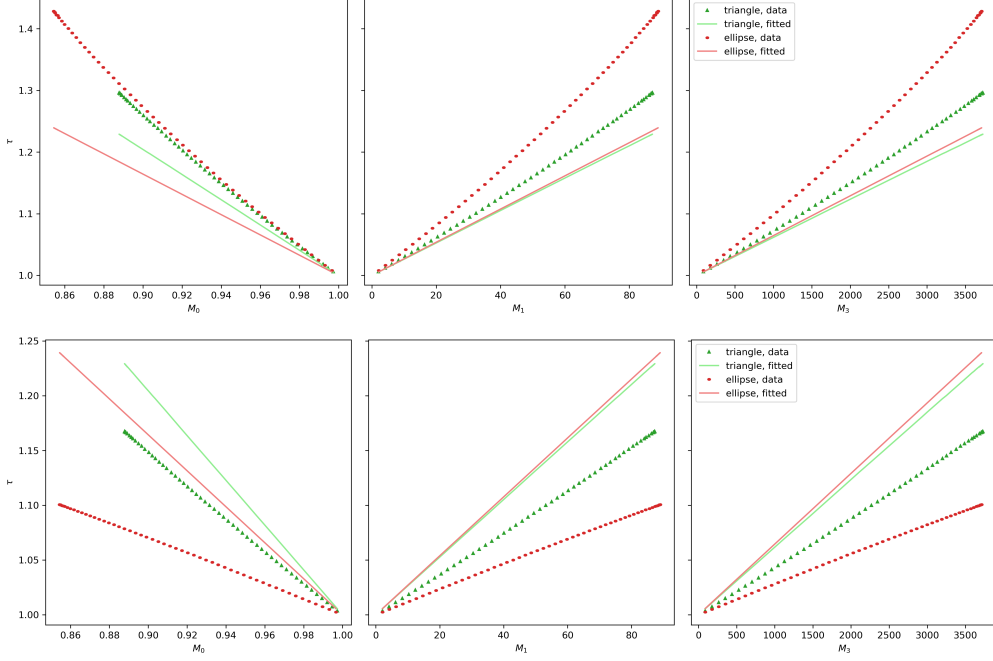 1.4
1.3
1.2
1.1
1.0
τ
0.86 0.88 0.90 0.92 0.94 0.96 0.98 1.00
M0
0 20 40 60 80
M1
triangle, data
triangle, fitted
ellipse, data
ellipse, fitted
0 500 1000 1500 2000 2500 3000 3500
M3
1.25
1.20
1.15
1.10
1.05
1.00
τ
0.86 0.88 0.90 0.92 0.94 0.96 0.98 1.00
M0
0 20 40 60 80
M1
triangle, data
triangle, fitted
ellipse, data
ellipse, fitted
0 500 1000 1500 2000 2500 3000 3500
M3